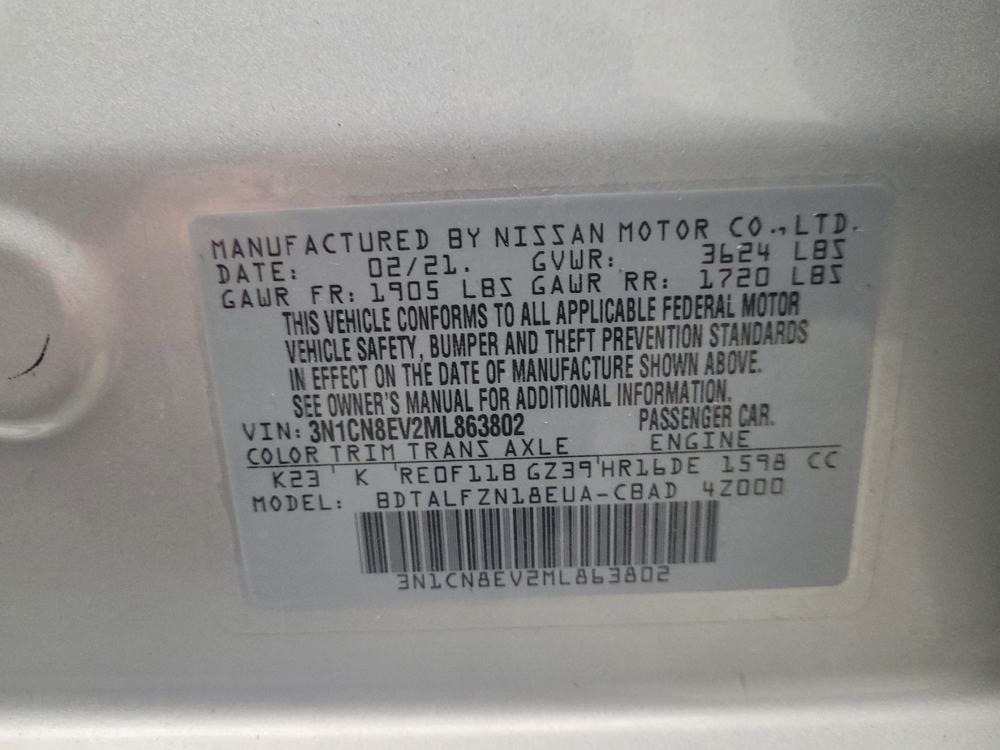 MANUFACTURED BY NISSAN MOTOR CO., LTD.
DATE: 02/21. GVWR: 3624 LBS
GAWR FR: 1905 LBS GAWR RR: 1720 LBS
THIS VEHICLE CONFORMS TO ALL APPLICABLE FEDERAL MOTOR
VEHICLE SAFETY, BUMPER AND THEFT PREVENTION STANDARDS
IN EFFECT ON THE DATE OF MANUFACTURE SHOWN ABOVE.
SEE OWNER'S MANUAL FOR ADDITIONAL INFORMATION.
VIN: 3N1CN8EV2ML863802 PASSENGER CAR.
COLOR TRIM TRANS AXLE ENGINE
K23 K RE0F11B GZ39 HR16DE 1598 CC
MODEL: BDTALFZN18EUA-CBAD 4Z000
3N1CN8EV2ML863802